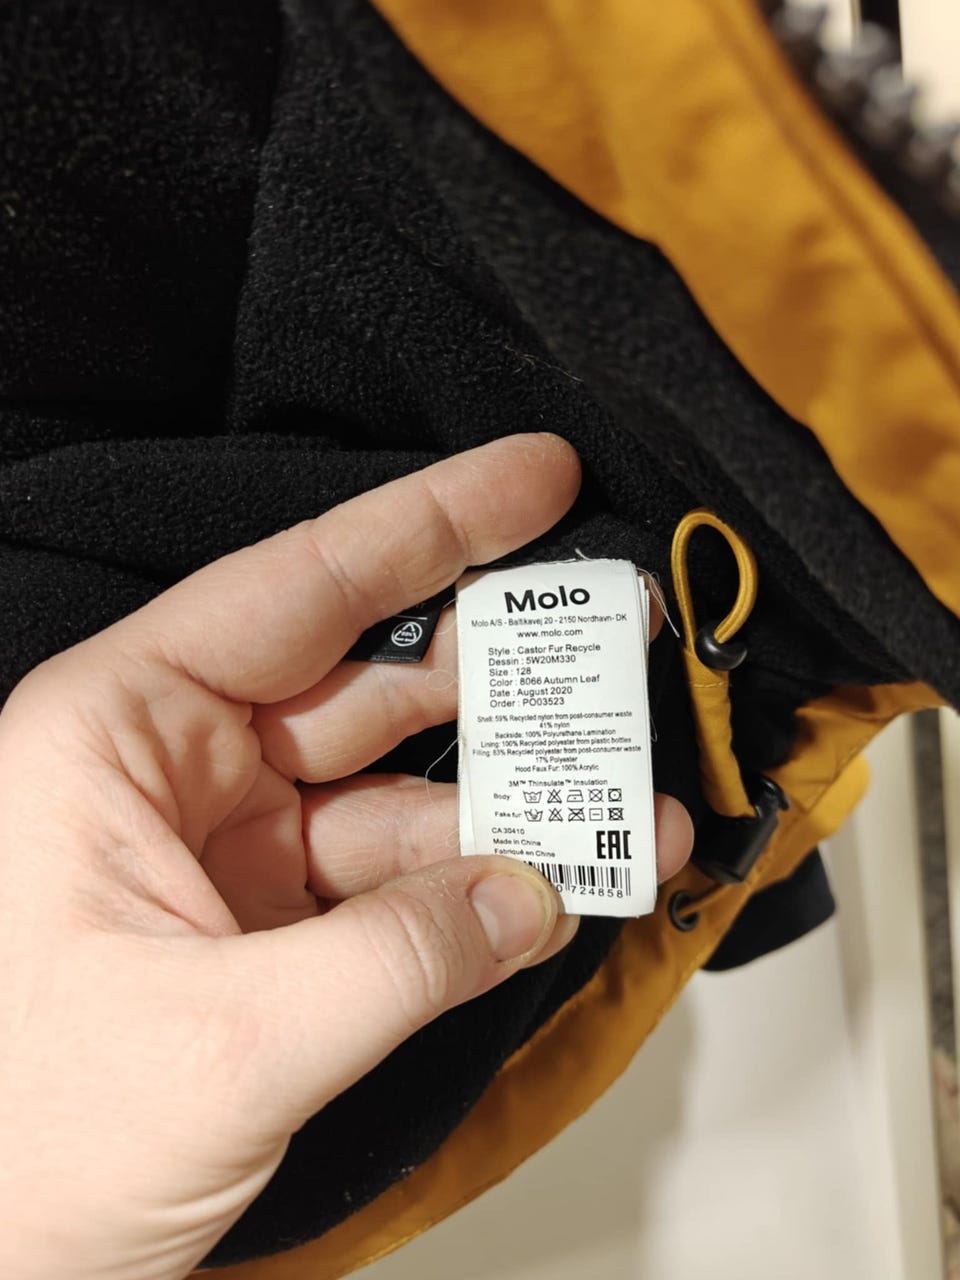 Molo
Molo A/S - Baltikavej 20 - 2150 Nordhavn- DK
www.molo.com
Style : Castor Fur Recycle
Dessin : 5W20M330
Size : 128
Color : 8066 Autumn Leaf
Date : August 2020
Order : PO03523
Shell: 59% Recycled nylon from post-consumer waste
41% nylon
Backside: 100% Polyurethane Lamination
Lining: 100% Recycled polyester from plastic bottles
Filling: 83% Recycled polyester from post-consumer waste
17% Polyester
Hood Faux Fur: 100% Acrylic
3M™ Thinsulate™ Insulation
Body:
Fake fur:
CA 30410
Made in China
Fabriqué en Chine
EAC
0 724858